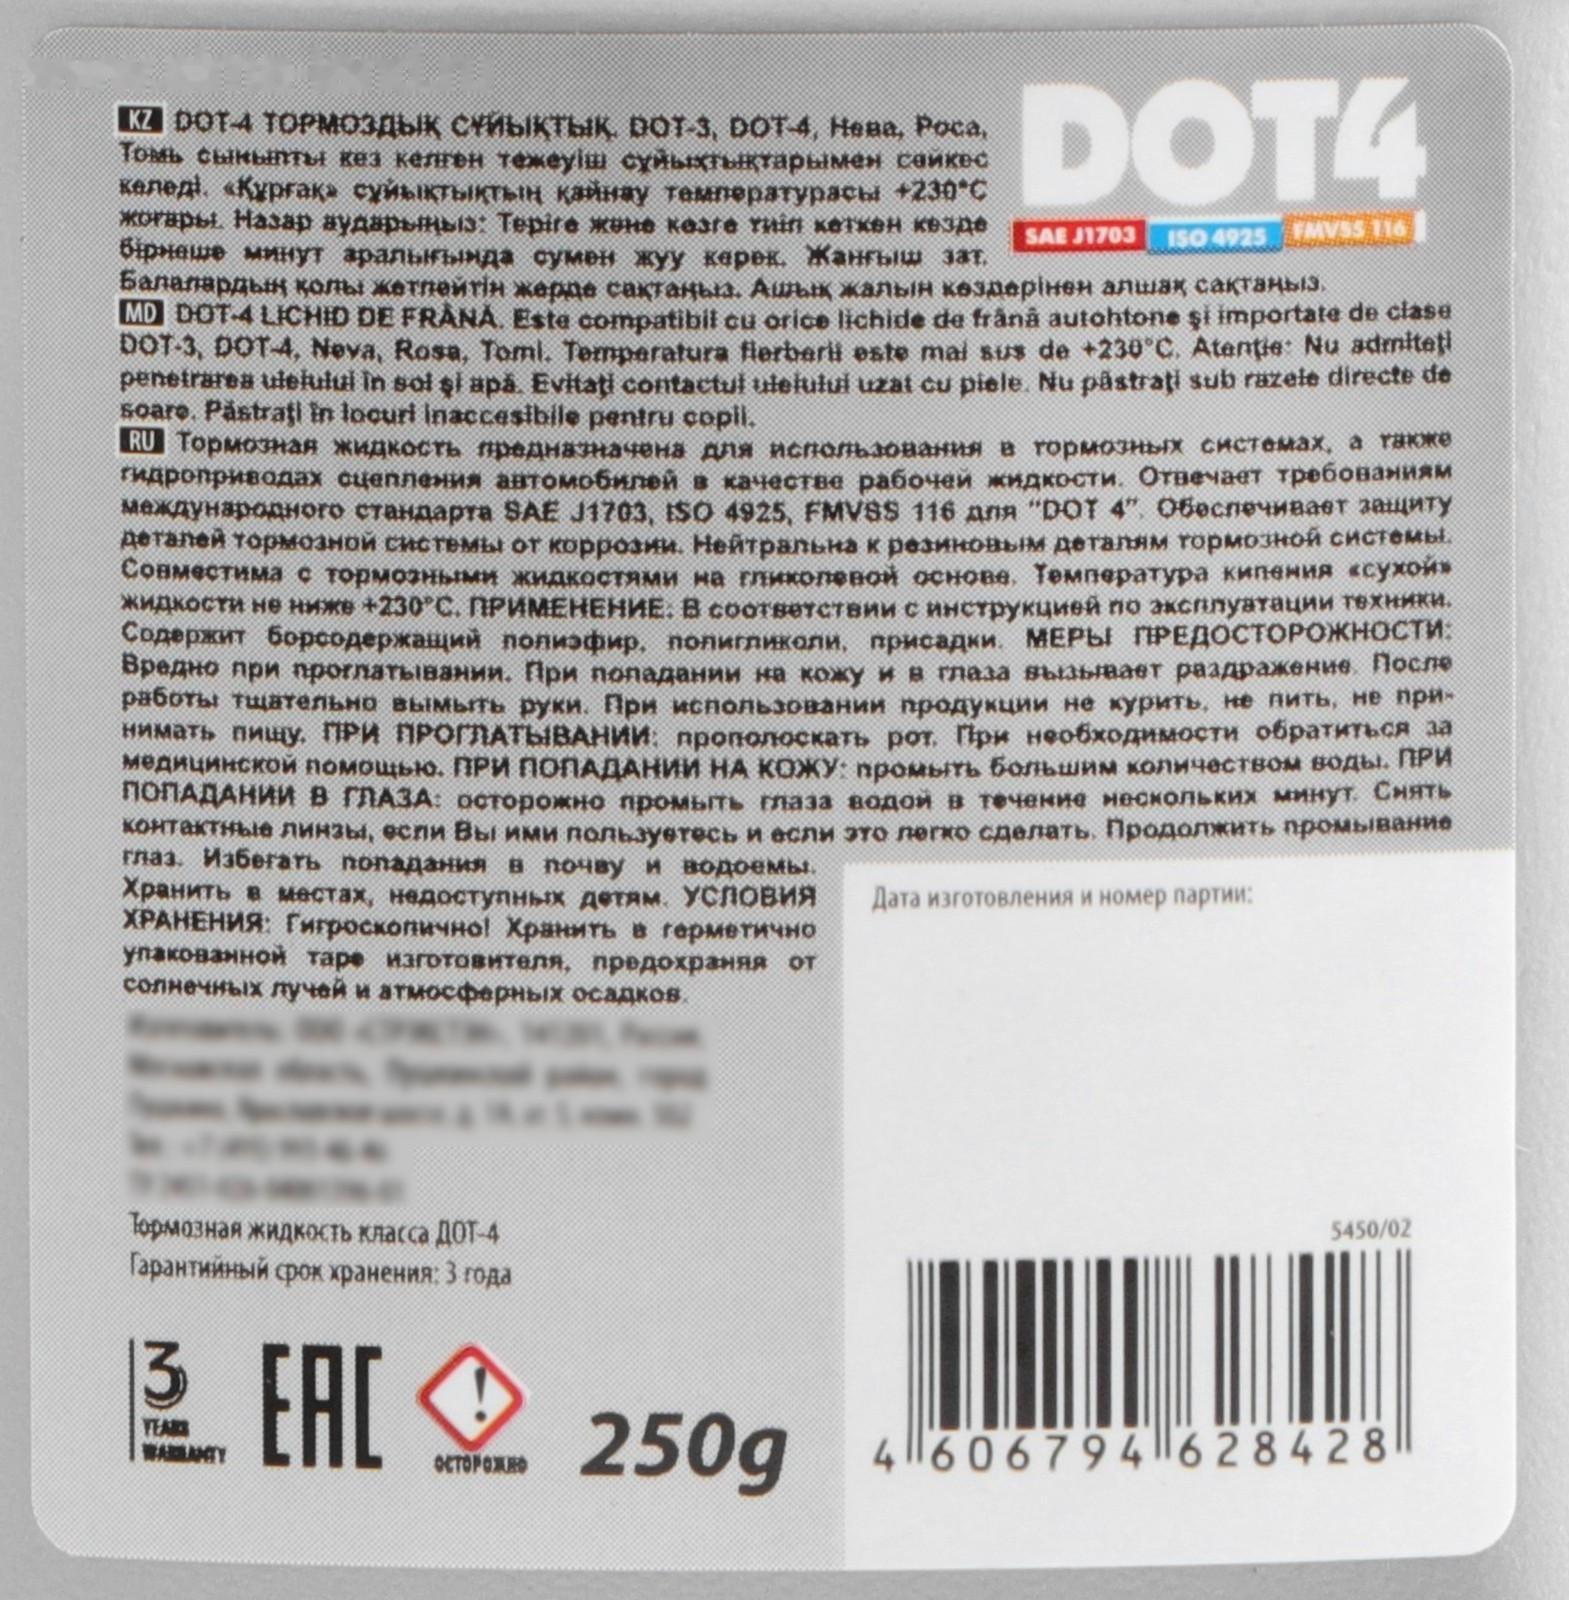 KZ DOT-4 ТОРМОЗДЫҚ СҰЙЫҚТЫҚ. DOT-3, DOT-4, Нева, Роса,
Томь сыныпты кез келген тежеуіш сұйықтықтарымен сәйкес
келеді. «Құрғақ» сұйықтықтың қайнау температурасы +230°C
жоғары. Назар аударыңыз: Теріге және көзге тиіп кеткен кезде
бірнеше минут аралығында сумен жуу керек. Жанғыш зат.
Балалардың қолы жетпейтін жерде сақтаңыз. Ашық жалын көздерінен алшақ сақтаңыз.
DOT4
SAE J1703 ISO 4925 FMVSS 116
MD DOT-4 LICHID DE FRÂNĂ. Este compatibil cu orice lichide de frână autohtone şi importate de clase
DOT-3, DOT-4, Neva, Rosa, Tomi. Temperatura fierberii este mai sus de +230°C. Atenţie: Nu admiteţi
penetrarea uleiului în sol şi apă. Evitaţi contactul uleiului uzat cu piele. Nu păstraţi sub razele directe de
soare. Păstraţi în locuri inaccesibile pentru copii.
RU Тормозная жидкость предназначена для использования в тормозных системах, а также
гидроприводах сцепления автомобилей в качестве рабочей жидкости. Отвечает требованиям
международного стандарта SAE J1703, ISO 4925, FMVSS 116 для “DOT 4”. Обеспечивает защиту
деталей тормозной системы от коррозии. Нейтральна к резиновым деталям тормозной системы.
Совместима с тормозными жидкостями на гликолевой основе. Температура кипения «сухой»
жидкости не ниже +230°C. ПРИМЕНЕНИЕ: В соответствии с инструкцией по эксплуатации техники.
Содержит борсодержащий полиэфир, полигликоли, присадки. МЕРЫ ПРЕДОСТОРОЖНОСТИ:
Вредно при проглатывании. При попадании на кожу и в глаза вызывает раздражение. После
работы тщательно вымыть руки. При использовании продукции не курить, не пить, не при-
нимать пищу. ПРИ ПРОГЛАТЫВАНИИ: прополоскать рот. При необходимости обратиться за
медицинской помощью. ПРИ ПОПАДАНИИ НА КОЖУ: промыть большим количеством воды. ПРИ
ПОПАДАНИИ В ГЛАЗА: осторожно промыть глаза водой в течение нескольких минут. Снять
контактные линзы, если Вы ими пользуетесь и если это легко сделать. Продолжить промывание
глаз. Избегать попадания в почву и водоемы.
Хранить в местах, недоступных детям. УСЛОВИЯ
ХРАНЕНИЯ: Гигроскопично! Хранить в герметично
упакованной таре изготовителя, предохраняя от
солнечных лучей и атмосферных осадков.
Тормозная жидкость класса ДОТ-4
Гарантийный срок хранения: 3 года
3
YEARS
WARRANTY
EAC
ОСТОРОЖНО
250g
Дата изготовления и номер партии:
5450/02
4 606794 628428